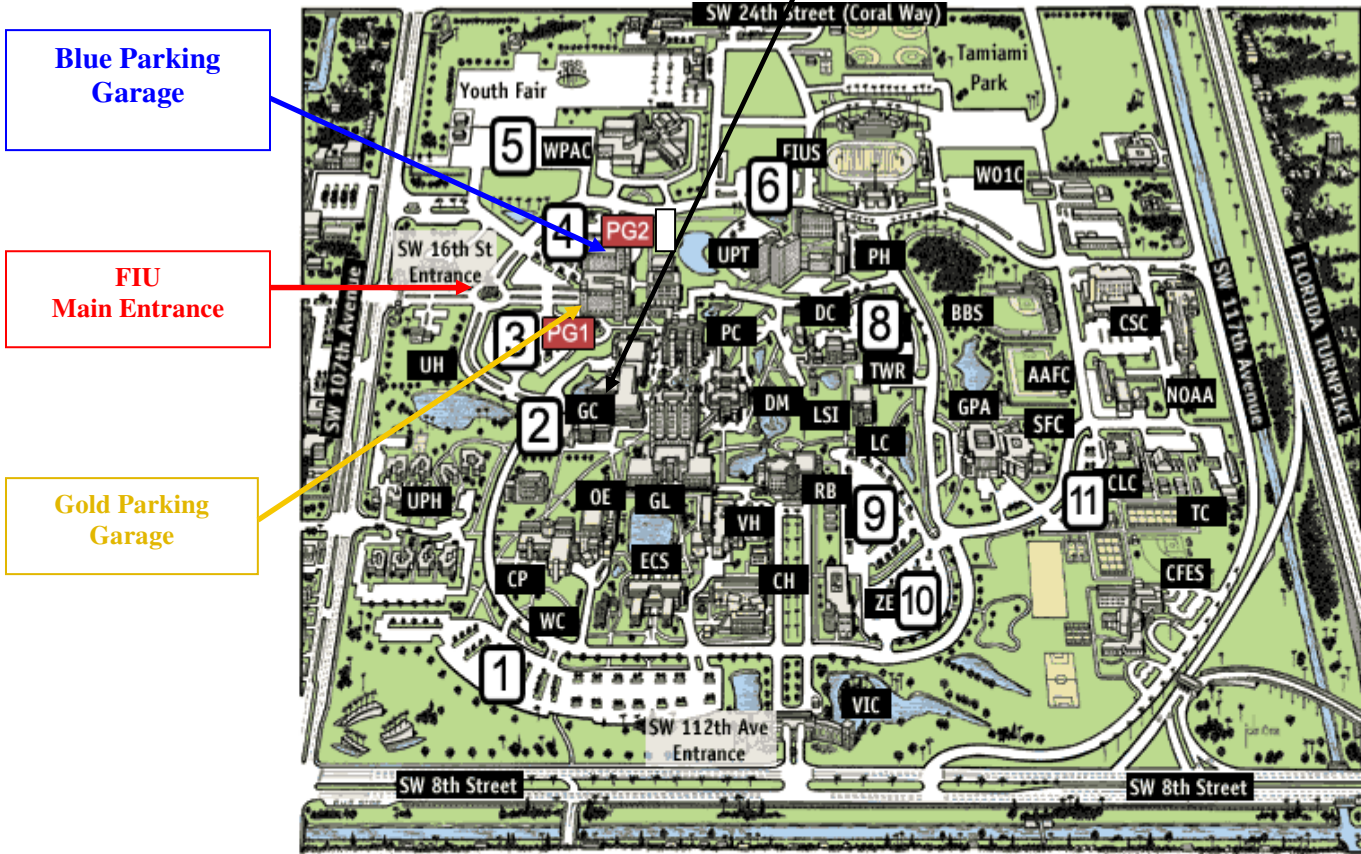 SW 24th Street (Coral Way)
Blue Parking
Garage
Tamiami
Park
Youth Fair
5
WPAC
FIUS
6
W01C
4
PG2
UPT
PH
SW 16th St
Entrance
FIU
Main Entrance
SW 107th Avenue
SW 117th Avenue
FLORIDA TURNPIKE
3
PG1
PC
DC
8
BBS
CSC
UH
TWR
AAFC
NOAA
2
GC
DM
LSI
GPA
SFC
LC
Gold Parking
Garage
UPH
OE
GL
RB
9
11
CLC
TC
VH
CP
ECS
CH
CFES
WC
ZE
10
1
VIC
SW 112th Ave
Entrance
SW 8th Street
SW 8th Street